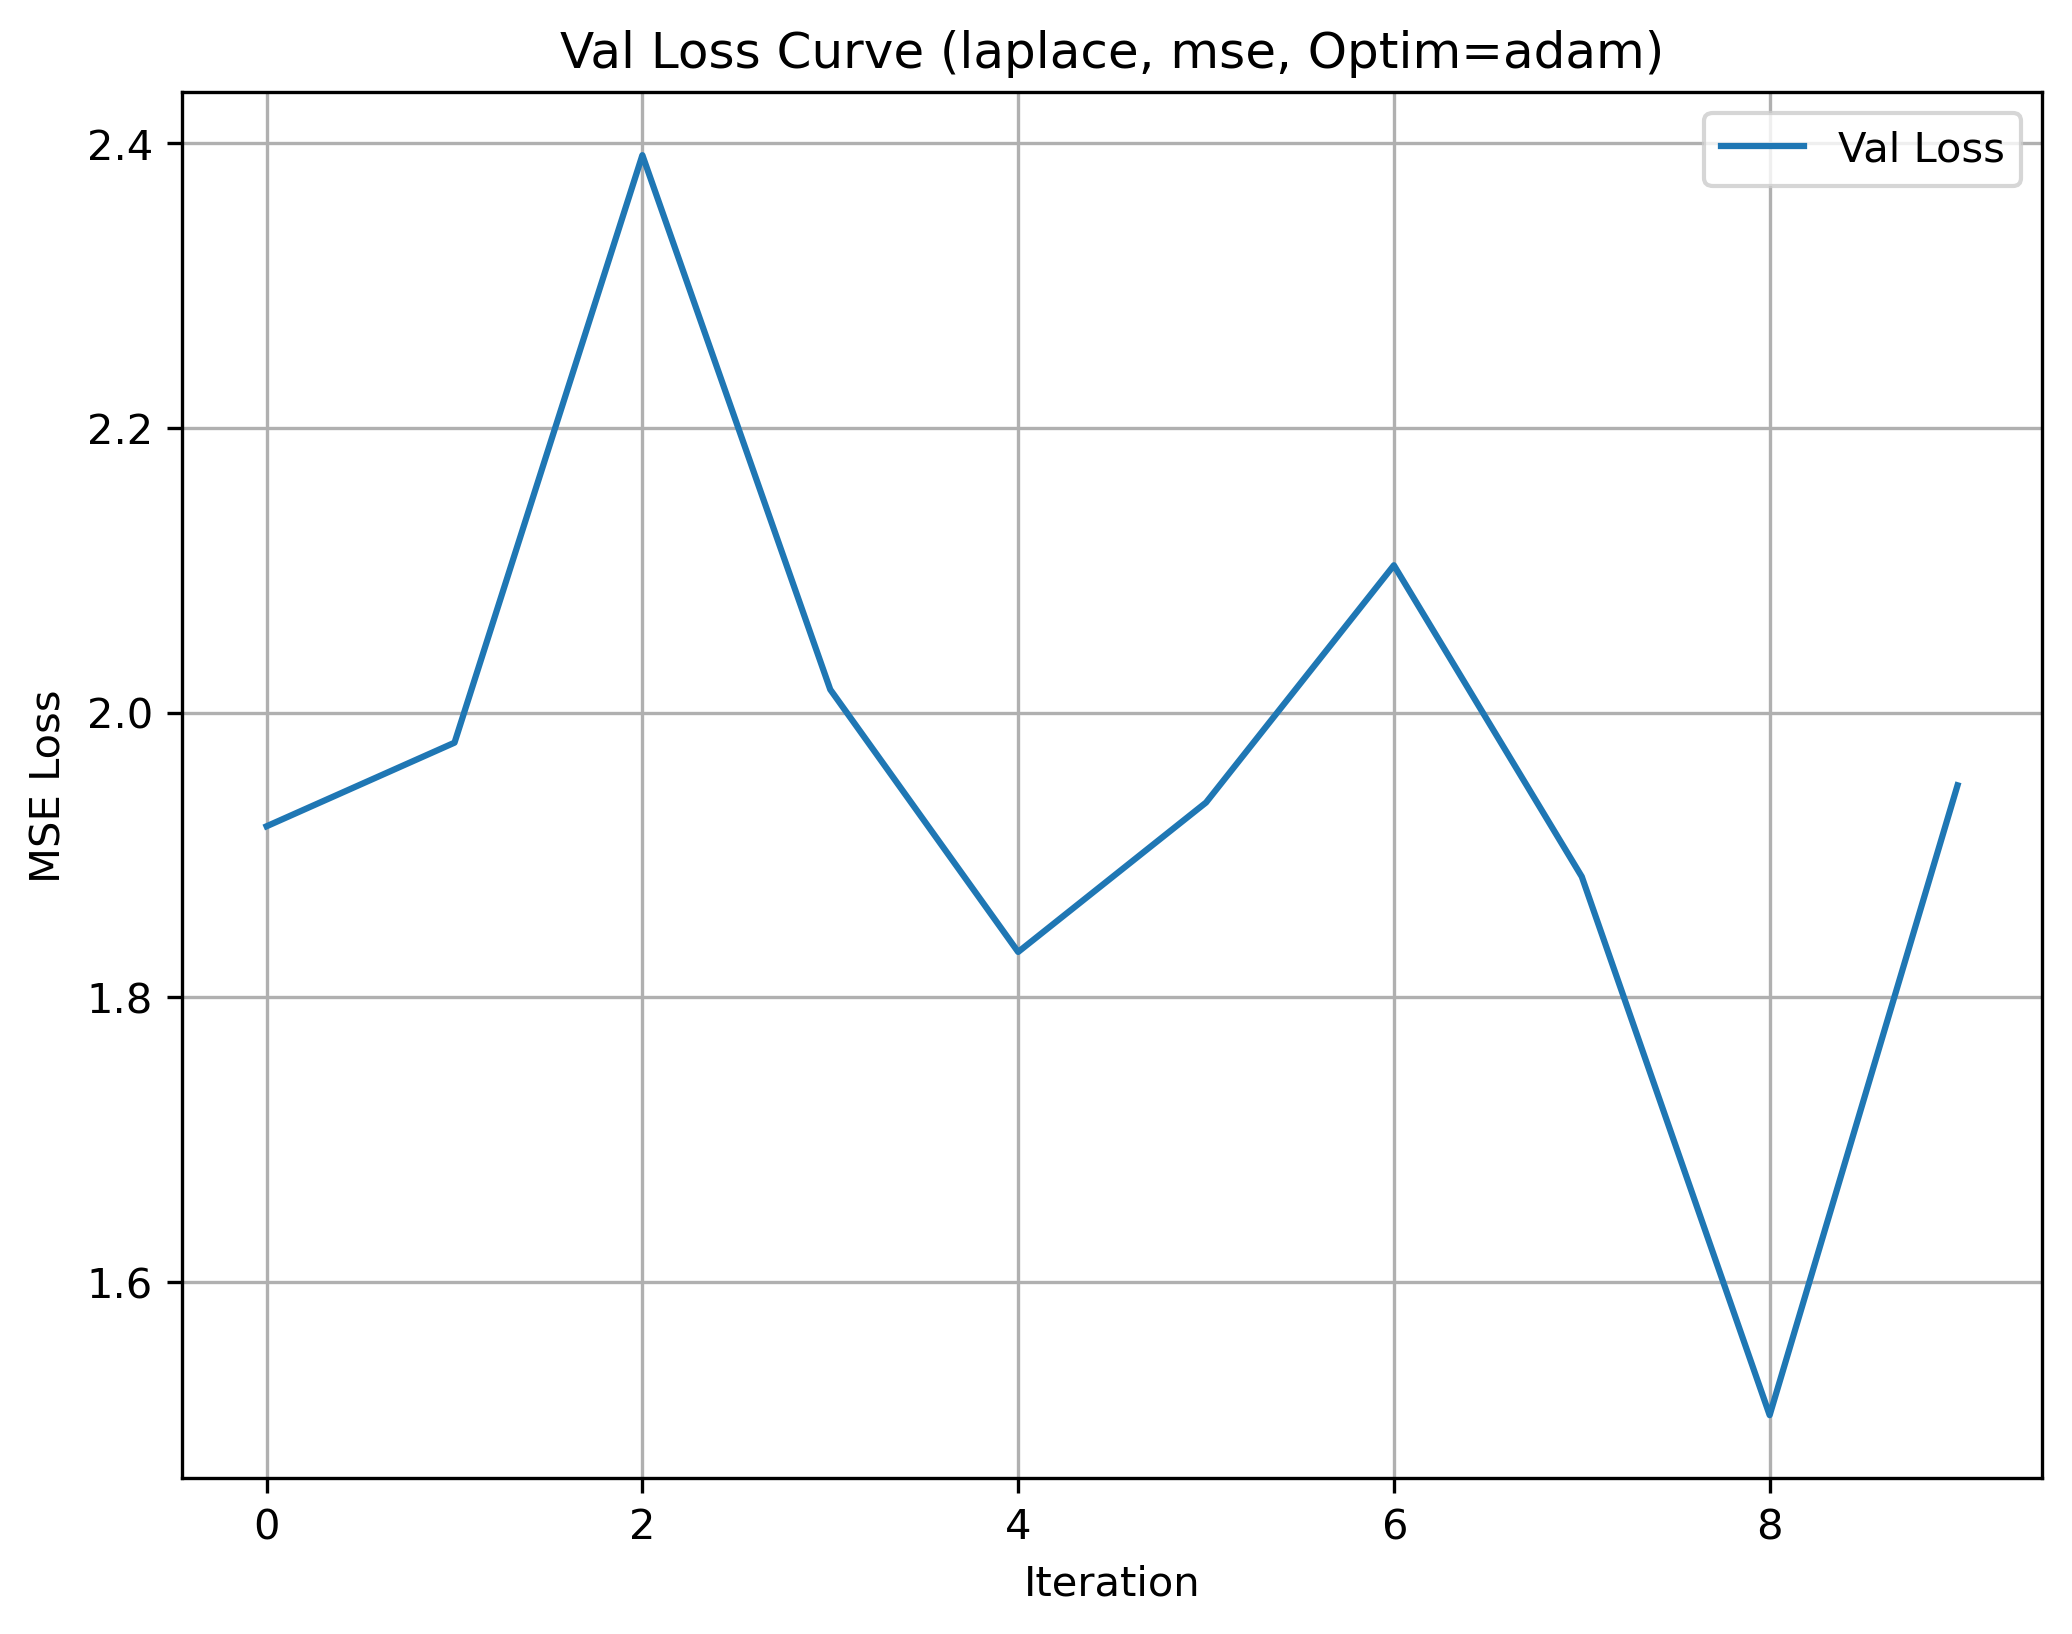 Val Loss Curve (laplace, mse, Optim=adam)
Val Loss
2.4
2.2
2.0
1.8
1.6
MSE Loss
0 2 4 6 8
Iteration